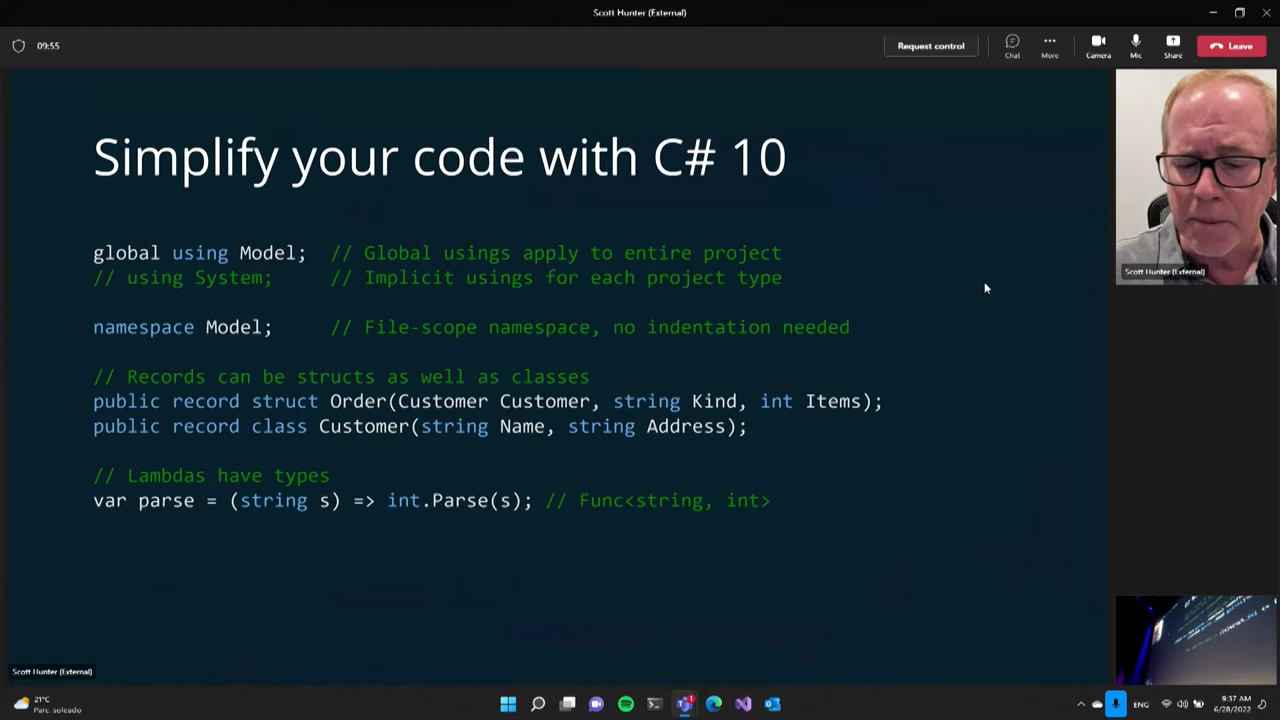 Scott Hunter (External)
09:55
Request control
Chat
More
Camera
Mic
Share
Leave
Simplify your code with C# 10
global using Model; // Global usings apply to entire project
// using System; // Implicit usings for each project type
namespace Model; // File-scope namespace, no indentation needed
// Records can be structs as well as classes
public record struct Order(Customer Customer, string Kind, int Items);
public record class Customer(string Name, string Address);
// Lambdas have types
var parse = (string s) => int.Parse(s); // Func<string, int>
Scott Hunter (External)
Scott Hunter (External)
21°C
Parc. soleado
1
ENG
9:37 AM
6/28/2022